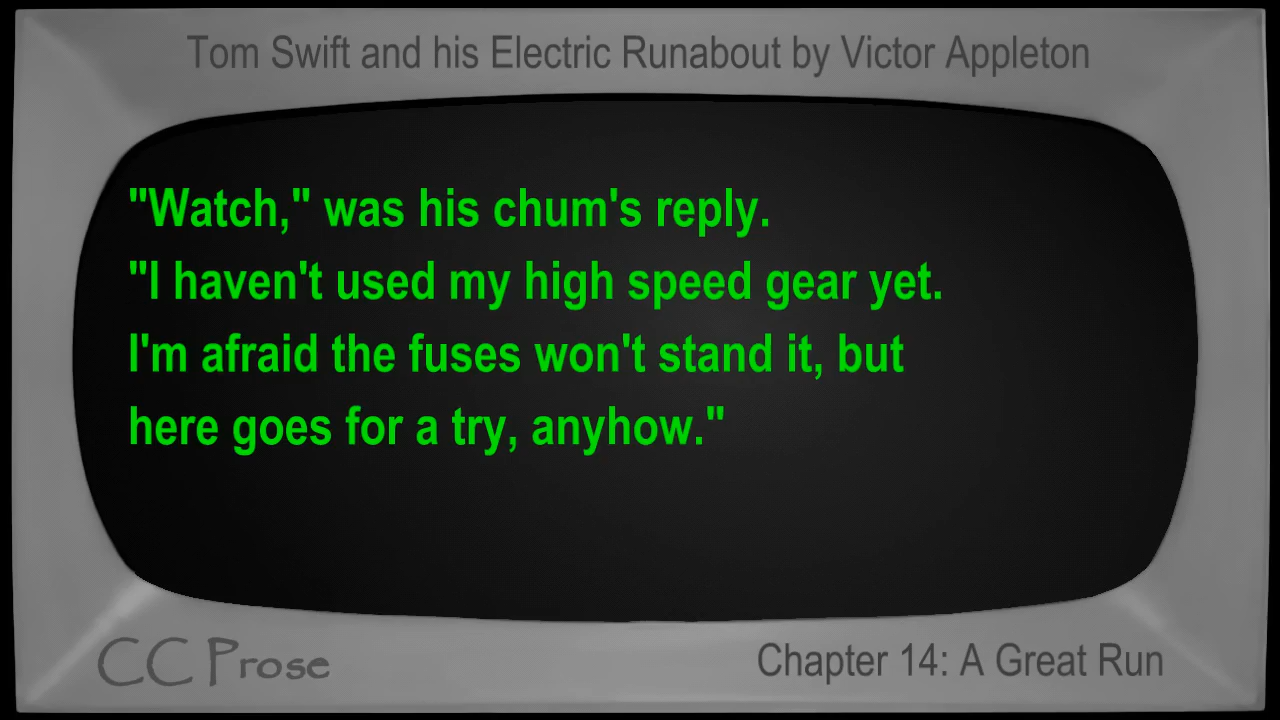 Tom Swift and his Electric Runabout by Victor Appleton
"Watch," was his chum's reply.
"I haven't used my high speed gear yet.
I'm afraid the fuses won't stand it, but
here goes for a try, anyhow."
CC Prose
Chapter 14: A Great Run